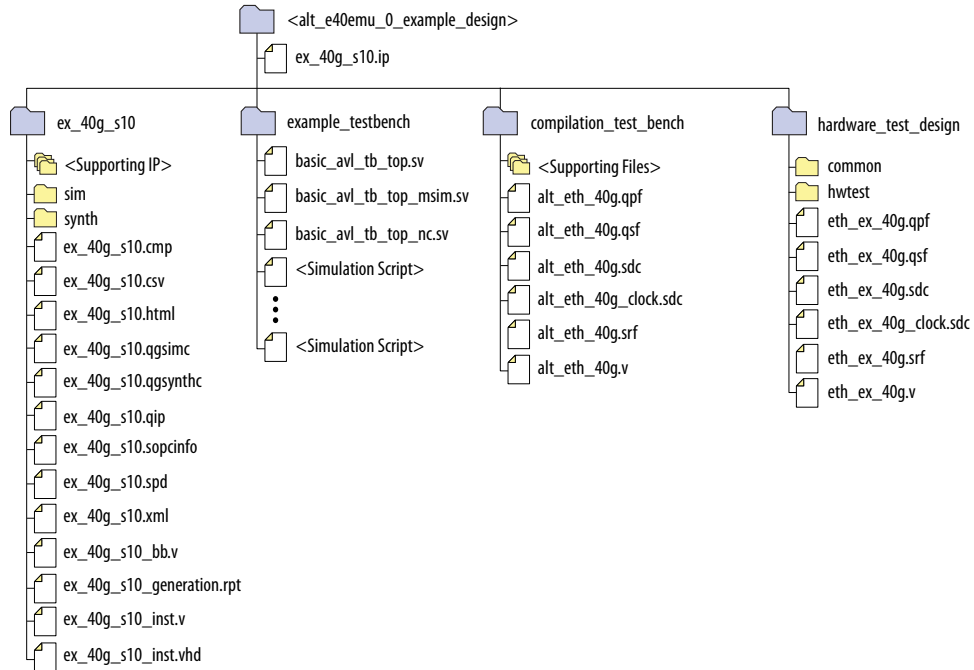 <alt_e40emu_0_example_design>
ex_40g_s10.ip
ex_40g_s10
<Supporting IP>
sim
synth
ex_40g_s10.cmp
ex_40g_s10.csv
ex_40g_s10.html
ex_40g_s10.qgsimc
ex_40g_s10.qgsynthc
ex_40g_s10.qip
ex_40g_s10.sopcinfo
ex_40g_s10.spd
ex_40g_s10.xml
ex_40g_s10_bb.v
ex_40g_s10_generation.rpt
ex_40g_s10_inst.v
ex_40g_s10_inst.vhd
example_testbench
basic_avl_tb_top.sv
basic_avl_tb_top_msim.sv
basic_avl_tb_top_nc.sv
<Simulation Script>
<Simulation Script>
compilation_test_bench
<Supporting Files>
alt_eth_40g.qpf
alt_eth_40g.qsf
alt_eth_40g.sdc
alt_eth_40g_clock.sdc
alt_eth_40g.srf
alt_eth_40g.v
hardware_test_design
common
hwtest
eth_ex_40g.qpf
eth_ex_40g.qsf
eth_ex_40g.sdc
eth_ex_40g_clock.sdc
eth_ex_40g.srf
eth_ex_40g.v